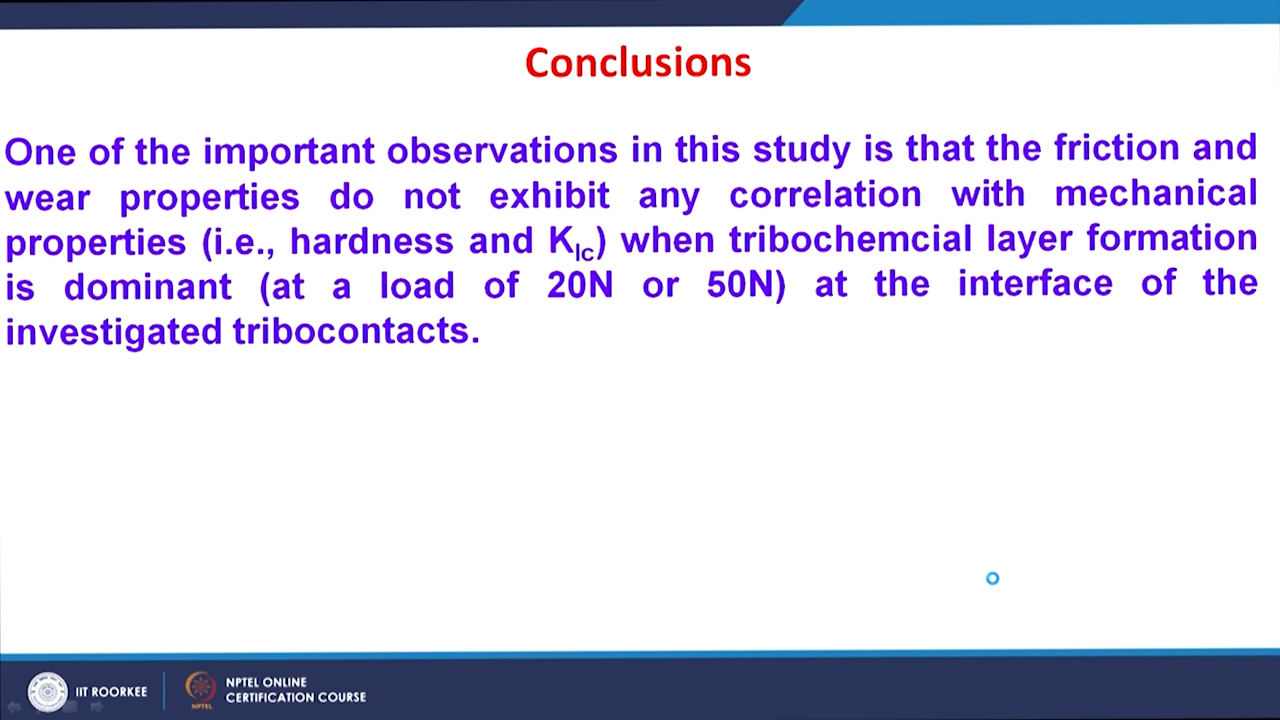 Conclusions
One of the important observations in this study is that the friction and
wear properties do not exhibit any correlation with mechanical
properties (i.e., hardness and KIc) when tribochemcial layer formation
is dominant (at a load of 20N or 50N) at the interface of the
investigated tribocontacts.
IIT ROORKEE
NPTEL
NPTEL ONLINE
CERTIFICATION COURSE